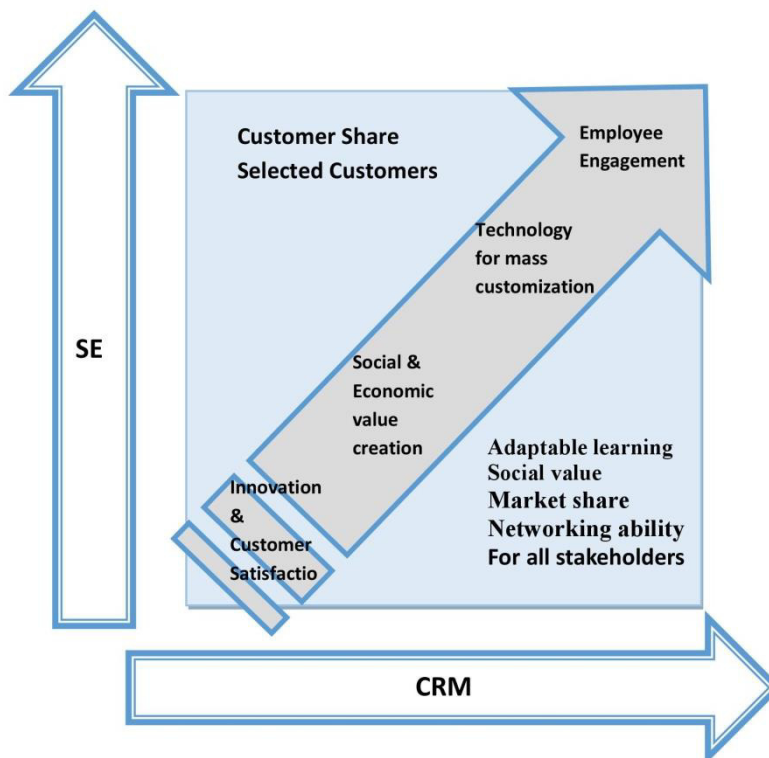 Customer Share
Selected Customers
Employee
Engagement
Technology
for mass
customization
SE
Social &
Economic
value
creation
Adaptable learning
Social value
Market share
Networking ability
For all stakeholders
Innovation
&
Customer
Satisfactio
CRM